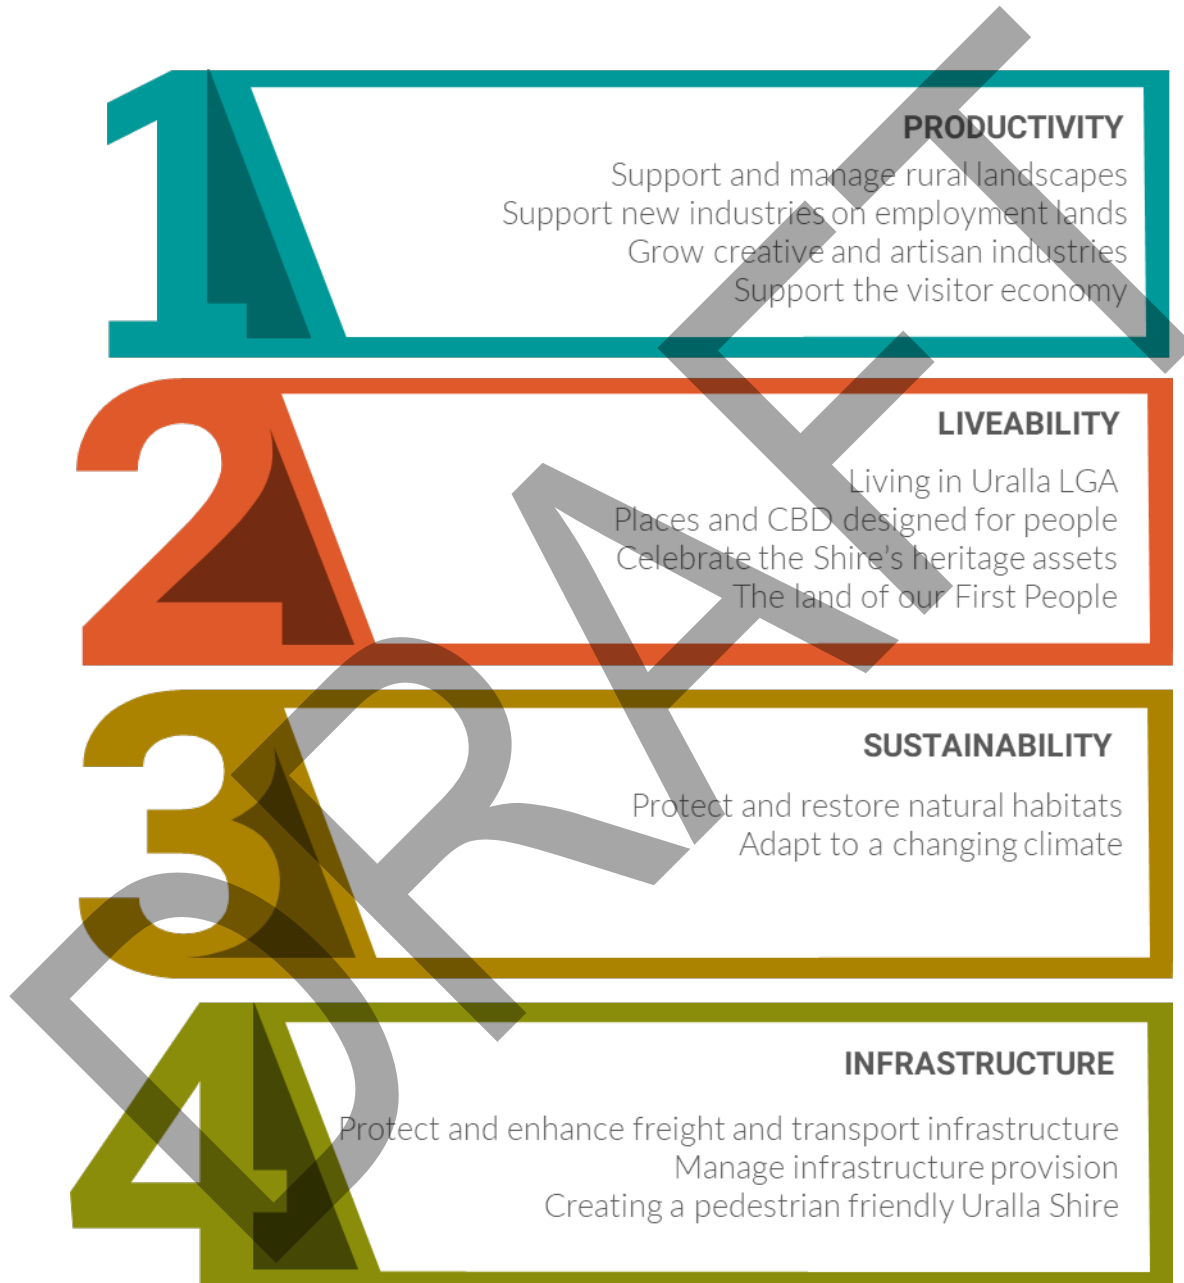 1
PRODUCTIVITY
Support and manage rural landscapes
Support new industries on employment lands
Grow creative and artisan industries
Support the visitor economy
2
LIVEABILITY
Living in Uralla LGA
Places and CBD designed for people
Celebrate the Shire's heritage assets
The land of our First People
3
SUSTAINABILITY
Protect and restore natural habitats
Adapt to a changing climate
4
INFRASTRUCTURE
Protect and enhance freight and transport infrastructure
Manage infrastructure provision
Creating a pedestrian friendly Uralla Shire
DRAFT